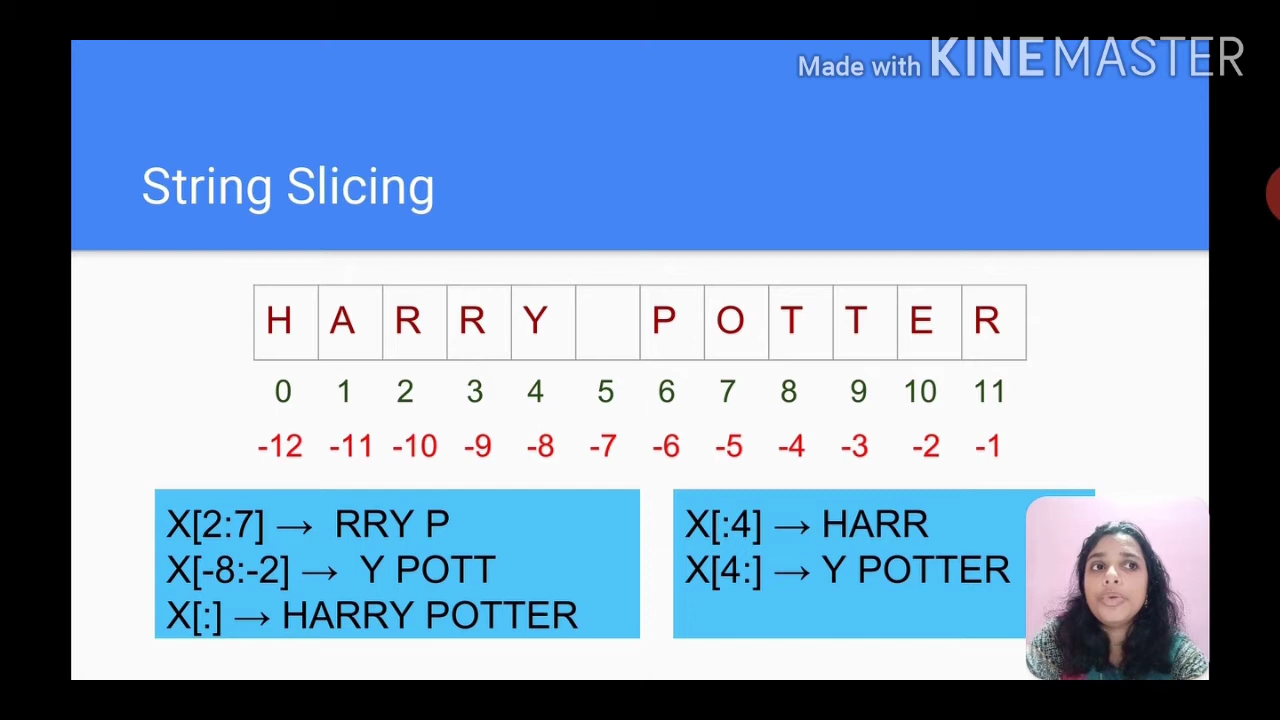 Made with KINEMASTER
String Slicing
H A R R Y P O T T E R
0 1 2 3 4 5 6 7 8 9 10 11
-12 -11 -10 -9 -8 -7 -6 -5 -4 -3 -2 -1
X[2:7] → RRY P
X[-8:-2] → Y POTT
X[:] → HARRY POTTER
X[:4] → HARR
X[4:] → Y POTTER